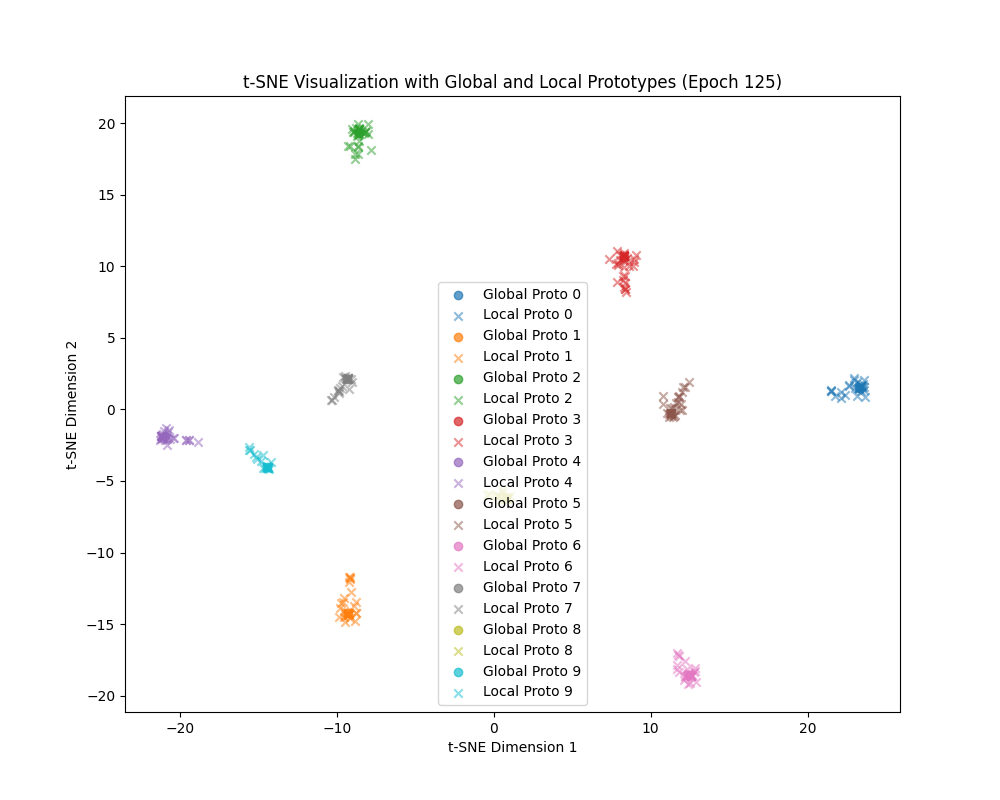 t-SNE Visualization with Global and Local Prototypes (Epoch 125)
t-SNE Dimension 2
20
15
10
5
0
−5
−10
−15
−20
Global Proto 0
Local Proto 0
Global Proto 1
Local Proto 1
Global Proto 2
Local Proto 2
Global Proto 3
Local Proto 3
Global Proto 4
Local Proto 4
Global Proto 5
Local Proto 5
Global Proto 6
Local Proto 6
Global Proto 7
Local Proto 7
Global Proto 8
Local Proto 8
Global Proto 9
Local Proto 9
−20 −10 0 10 20
t-SNE Dimension 1